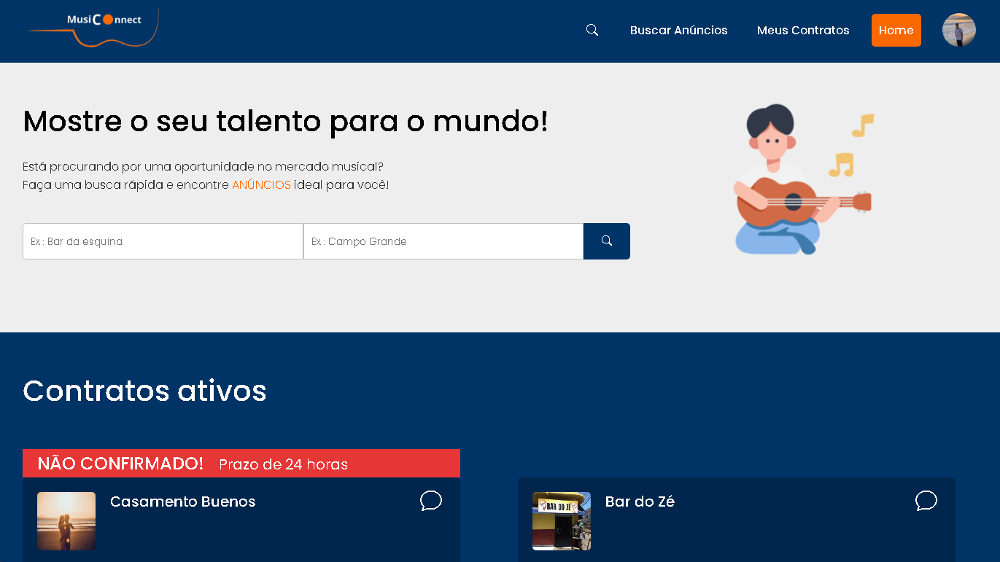 MusiConnect
Buscar Anúncios
Meus Contratos
Home
Mostre o seu talento para o mundo!
Está procurando por uma oportunidade no mercado musical?
Faça uma busca rápida e encontre ANÚNCIOS ideal para você!
Ex : Bar da esquina
Ex : Campo Grande
Contratos ativos
NÃO CONFIRMADO! Prazo de 24 horas
Casamento Buenos
BAR DO ZÉ
Bar do Zé